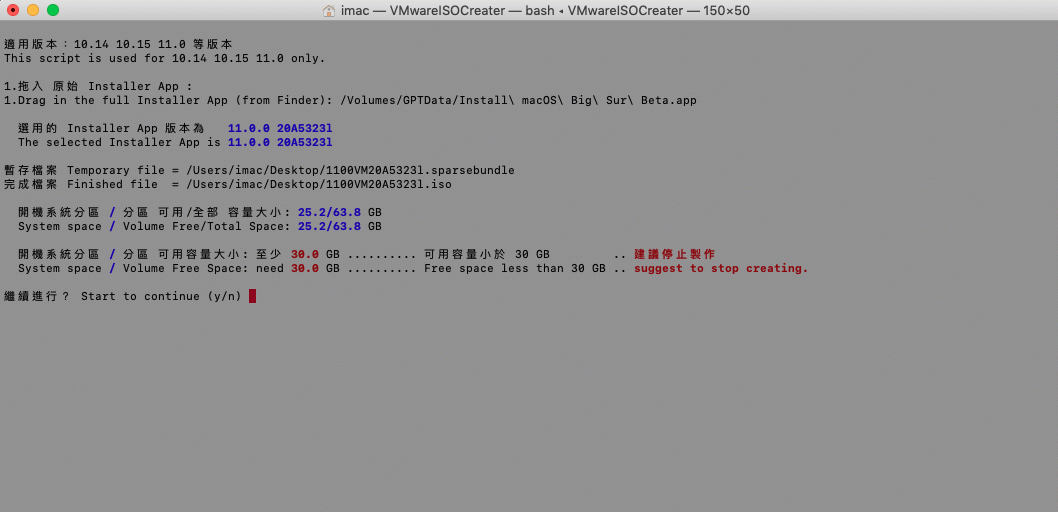 imac — VMwareISOCreater — bash ◂ VMwareISOCreater — 150×50
適用版本：10.14 10.15 11.0 等版本
This script is used for 10.14 10.15 11.0 only.
1.拖入 原始 Installer App :
1.Drag in the full Installer App (from Finder): /Volumes/GPTData/Install\ macOS\ Big\ Sur\ Beta.app
選用的 Installer App 版本為 11.0.0 20A5323l
The selected Installer App is 11.0.0 20A5323l
暫存檔案 Temporary file = /Users/imac/Desktop/1100VM20A5323l.sparsebundle
完成檔案 Finished file = /Users/imac/Desktop/1100VM20A5323l.iso
開機系統分區 / 分區 可用/全部 容量大小: 25.2/63.8 GB
System space / Volume Free/Total Space: 25.2/63.8 GB
開機系統分區 / 分區 可用容量大小: 至少 30.0 GB .......... 可用容量小於 30 GB .. 建議停止製作
System space / Volume Free Space: need 30.0 GB .......... Free space less than 30 GB .. suggest to stop creating.
繼續進行？ Start to continue (y/n)